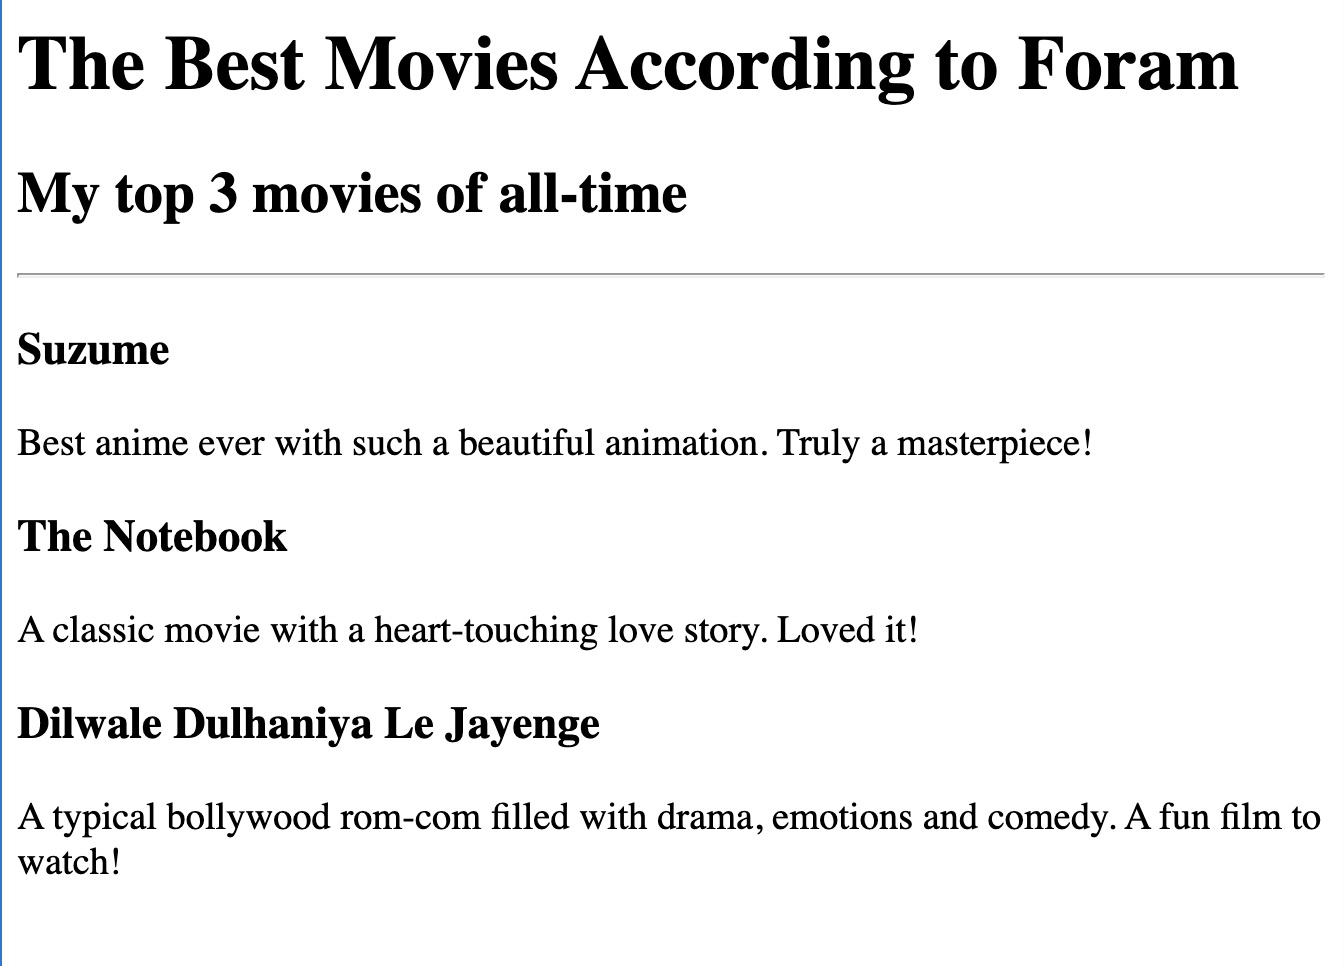 The Best Movies According to Foram
My top 3 movies of all-time
Suzume
Best anime ever with such a beautiful animation. Truly a masterpiece!
The Notebook
A classic movie with a heart-touching love story. Loved it!
Dilwale Dulhaniya Le Jayenge
A typical bollywood rom-com filled with drama, emotions and comedy. A fun film to
watch!